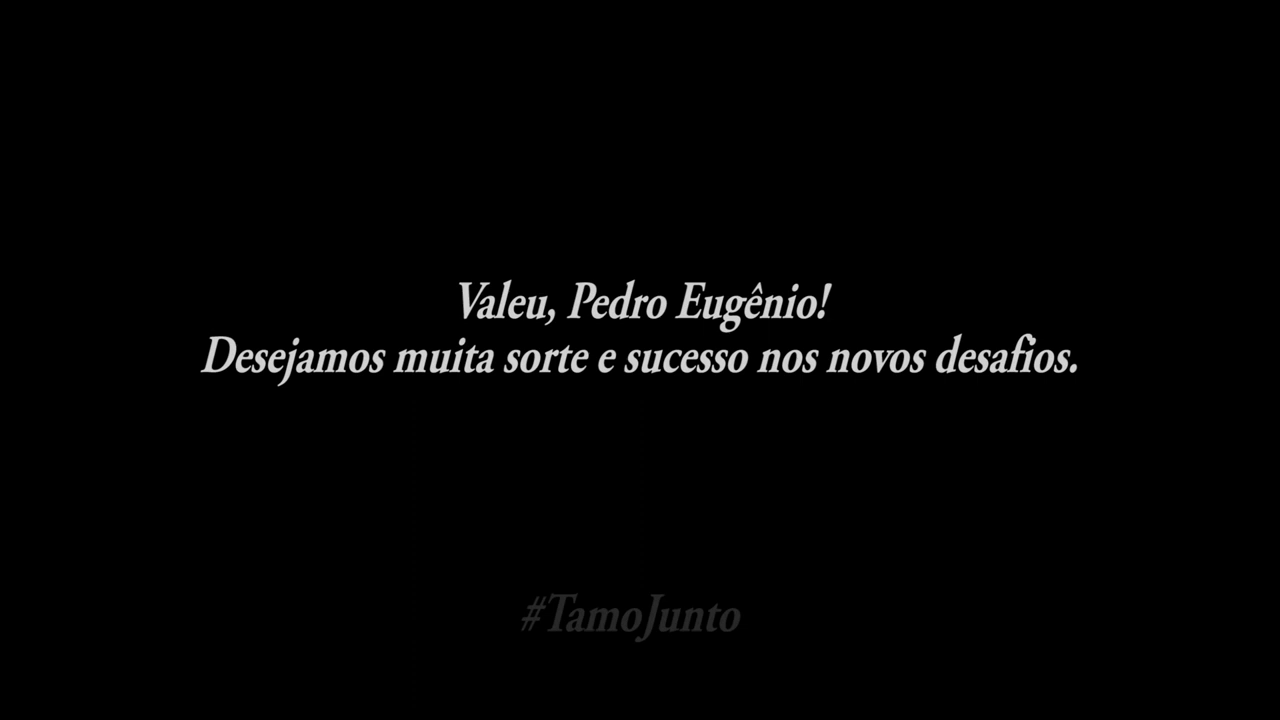 Valeu, Pedro Eugênio!
Desejamos muita sorte e sucesso nos novos desafios.
#TamoJunto